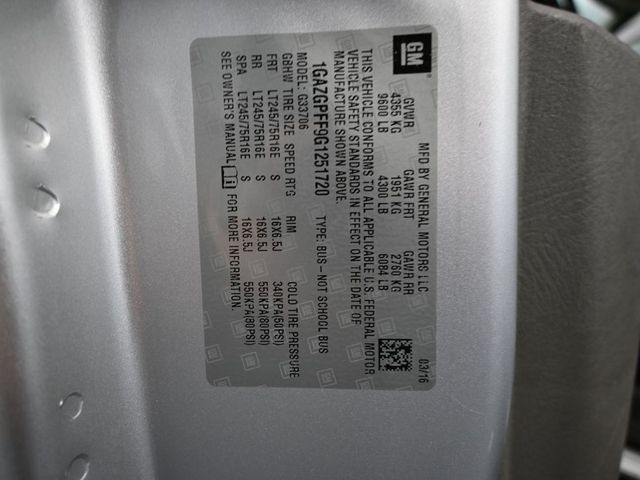 GM
MFD BY GENERAL MOTORS LLC 03/16
GVWR GAWR FRT GAWR RR
4355 KG 1951 KG 2760 KG
9600 LB 4300 LB 6084 LB
THIS VEHICLE CONFORMS TO ALL APPLICABLE U.S. FEDERAL MOTOR
VEHICLE SAFETY STANDARDS IN EFFECT ON THE DATE OF
MANUFACTURE SHOWN ABOVE.
1GAZGPFF9G1251720 TYPE: BUS-NOT SCHOOL BUS
MODEL: G33706
GBHW TIRE SIZE SPEED RTG RIM COLD TIRE PRESSURE
FRT LT245/75R16E S 16X6.5J 340KPA(50PSI)
RR LT245/75R16E S 16X6.5J 550KPA(80PSI)
SPA LT245/75R16E S 16X6.5J 550KPA(80PSI)
SEE OWNER'S MANUAL FOR MORE INFORMATION.